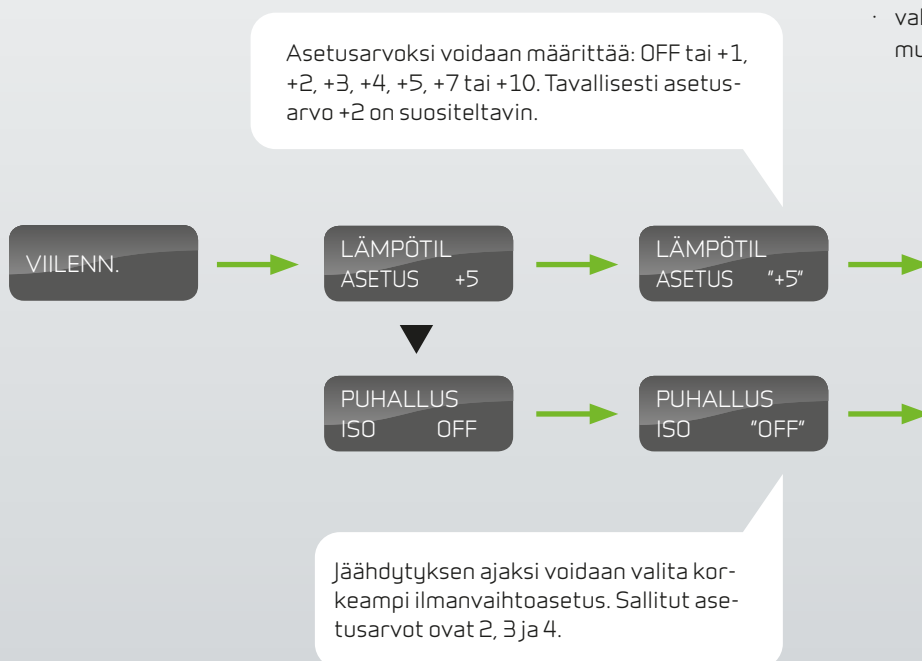 Asetusarvoksi voidaan määrittää: OFF tai +1,
+2, +3, +4, +5, +7 tai +10. Tavallisesti asetus-
arvo +2 on suositeltavin.
VIILENN.
LÄMPÖTIL
ASETUS +5
LÄMPÖTIL
ASETUS "+5"
PUHALLUS
ISO OFF
PUHALLUS
ISO "OFF"
Jäähdytyksen ajaksi voidaan valita kor-
keampi ilmanvaihtoasetus. Sallitut ase-
tusarvot ovat 2, 3 ja 4.